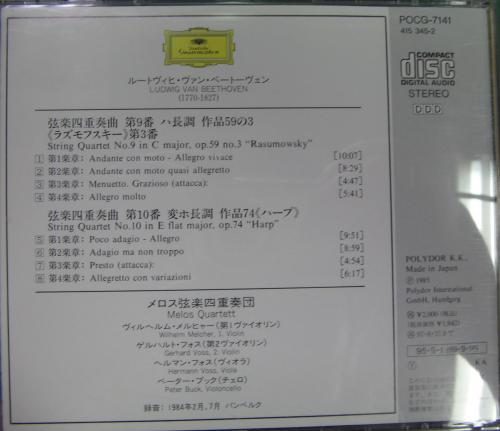 Deutsche
Grammophon
POCG-7141
415 345-2
COMPACT
disc
DIGITAL AUDIO
STEREO
DDD
ルートヴィヒ・ヴァン・ベートーヴェン
LUDWIG VAN BEETHOVEN
(1770-1827)
弦楽四重奏曲 第9番 ハ長調 作品59の3
《ラズモフスキー》第3番
String Quartet No.9 in C major, op.59 no.3 “Rasumowsky”
1 第1楽章: Andante con moto - Allegro vivace [10:07]
2 第2楽章: Andante con moto quasi allegretto [8:29]
3 第3楽章: Menuetto. Grazioso (attacca): [4:47]
4 第4楽章: Allegro molto [5:41]
弦楽四重奏曲 第10番 変ホ長調 作品74《ハープ》
String Quartet No.10 in E flat major, op.74 “Harp”
5 第1楽章: Poco adagio - Allegro [9:51]
6 第2楽章: Adagio ma non troppo [8:59]
7 第3楽章: Presto (attacca): [4:54]
8 第4楽章: Allegretto con variazioni [6:17]
メロス弦楽四重奏団
Melos Quartett
ヴィルヘルム・メルヒャー(第1ヴァイオリン)
Wilhelm Melcher, 1. Violin
ゲルハルト・フォス(第2ヴァイオリン)
Gerhard Voss, 2. Violin
ヘルマン・フォス(ヴィオラ)
Hermann Voss, Viola
ペーター・ブック(チェロ)
Peter Buck, Violoncello
録音:1984年2月,7月 バンベルク
POLYDOR K.K.,
Made in Japan
Ⓟ 1985
Polydor International
GmbH, Hamburg
¥2,000
Y
KA